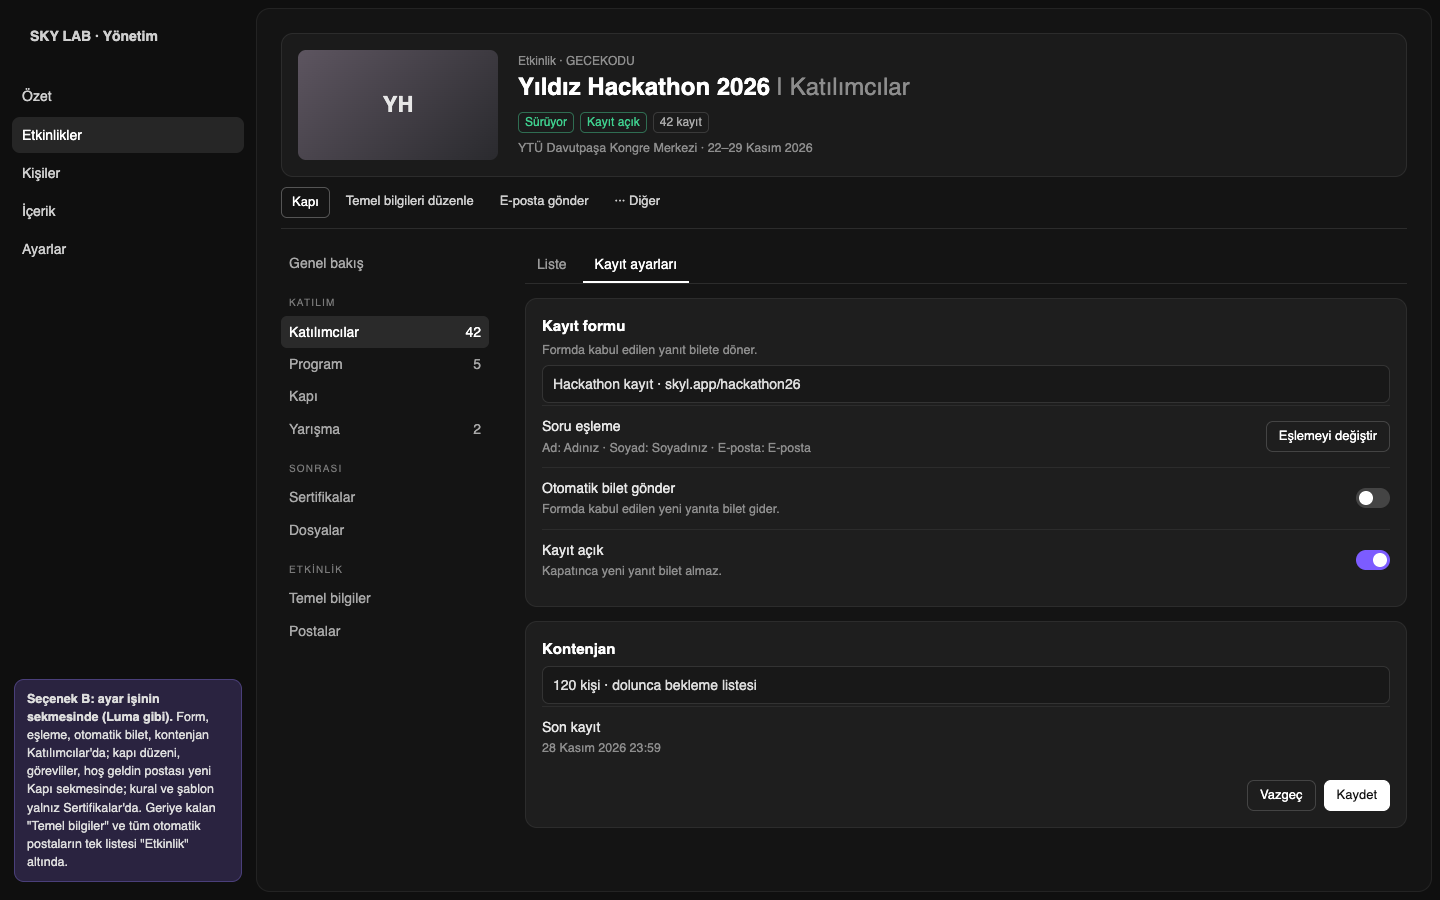 SKY LAB · Yönetim
Özet
Etkinlikler
Kişiler
İçerik
Ayarlar
Seçenek B: ayar işinin
sekmesinde (Luma gibi). Form,
eşleme, otomatik bilet, kontenjan
Katılımcılar'da; kapı düzeni,
görevliler, hoş geldin postası yeni
Kapı sekmesinde; kural ve şablon
yalnız Sertifikalar'da. Geriye kalan
"Temel bilgiler" ve tüm otomatik
postaların tek listesi "Etkinlik"
altında.
YH
Etkinlik · GECEKODU
Yıldız Hackathon 2026 | Katılımcılar
Sürüyor Kayıt açık 42 kayıt
YTÜ Davutpaşa Kongre Merkezi · 22–29 Kasım 2026
Kapı Temel bilgileri düzenle E-posta gönder ··· Diğer
Genel bakış
KATILIM
Katılımcılar 42
Program 5
Kapı
Yarışma 2
SONRASI
Sertifikalar
Dosyalar
ETKİNLİK
Temel bilgiler
Postalar
Liste Kayıt ayarları
Kayıt formu
Formda kabul edilen yanıt bilete döner.
Hackathon kayıt · skyl.app/hackathon26
Soru eşleme
Ad: Adınız · Soyad: Soyadınız · E-posta: E-posta
Eşlemeyi değiştir
Otomatik bilet gönder
Formda kabul edilen yeni yanıta bilet gider.
Kayıt açık
Kapatınca yeni yanıt bilet almaz.
Kontenjan
120 kişi · dolunca bekleme listesi
Son kayıt
28 Kasım 2026 23:59
Vazgeç Kaydet